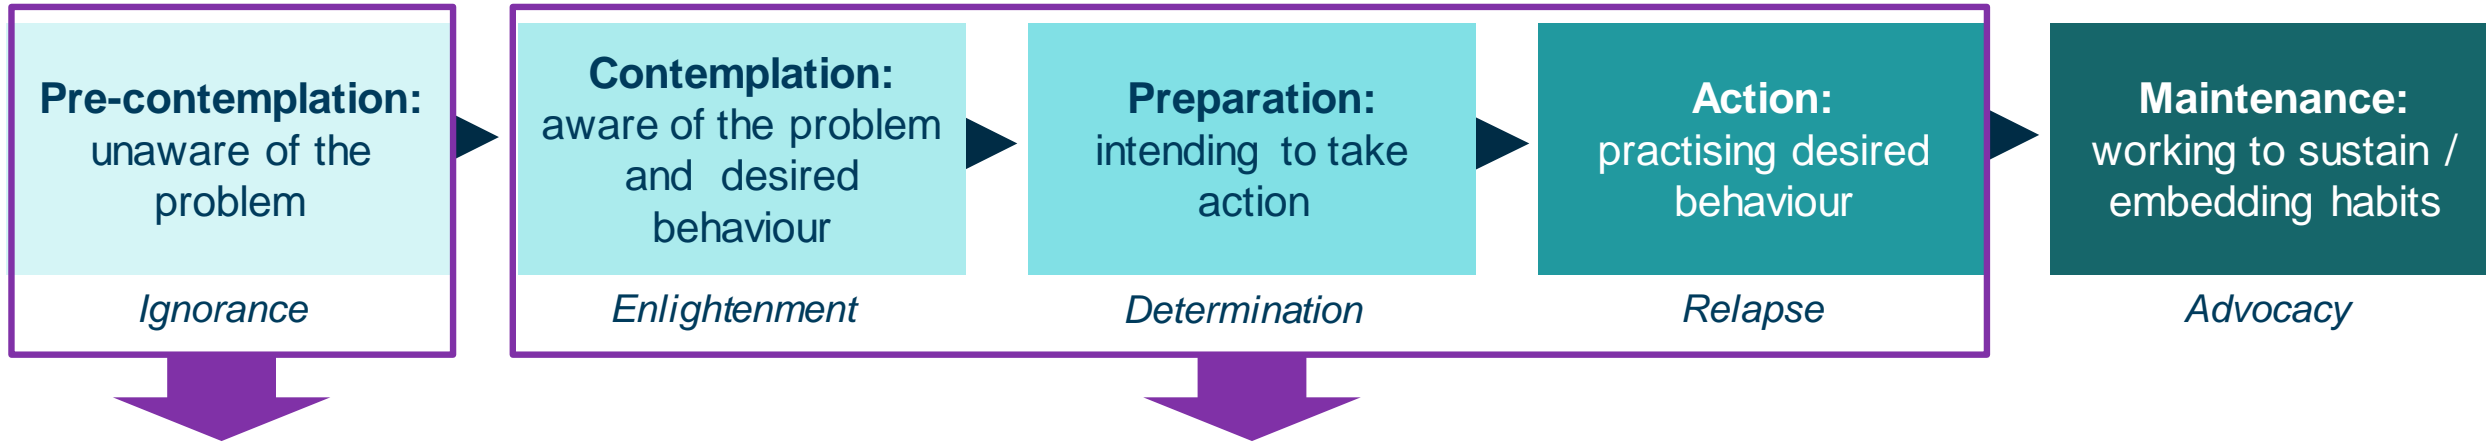 Pre-contemplation:
unaware of the
problem
Ignorance
Contemplation:
aware of the problem
and desired
behaviour
Enlightenment
Preparation:
intending to take
action
Determination
Action:
practising desired
behaviour
Relapse
Maintenance:
working to sustain /
embedding habits
Advocacy